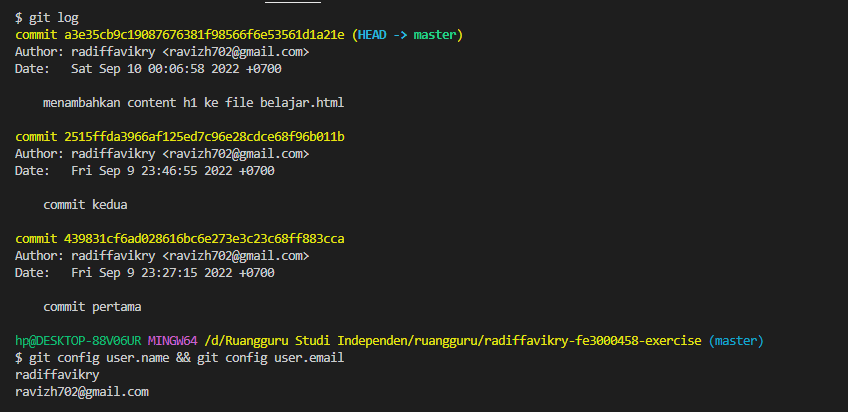 $ git log
commit a3e35cb9c19087676381f98566f6e53561d1a21e (HEAD -> master)
Author: radiffavikry <ravizh702@gmail.com>
Date:   Sat Sep 10 00:06:58 2022 +0700
menambahkan content h1 ke file belajar.html
commit 2515ffda3966af125ed7c96e28cdce68f96b011b
Author: radiffavikry <ravizh702@gmail.com>
Date:   Fri Sep 9 23:46:55 2022 +0700
commit kedua
commit 439831cf6ad028616bc6e273e3c23c68ff883cca
Author: radiffavikry <ravizh702@gmail.com>
Date:   Fri Sep 9 23:27:15 2022 +0700
commit pertama
hp@DESKTOP-88V06UR MINGW64 /d/Ruangguru Studi Independen/ruangguru/radiffavikry-fe3000458-exercise (master)
$ git config user.name && git config user.email
radiffavikry
ravizh702@gmail.com